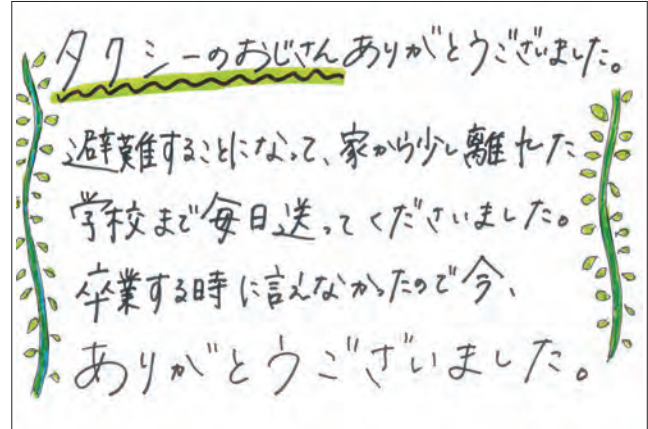 タクシーのおじさんありがとうございました。
避難することになって、家から少し離れた
学校まで毎日送ってくださいました。
卒業する時に言えなかったので今、
ありがとうございました。